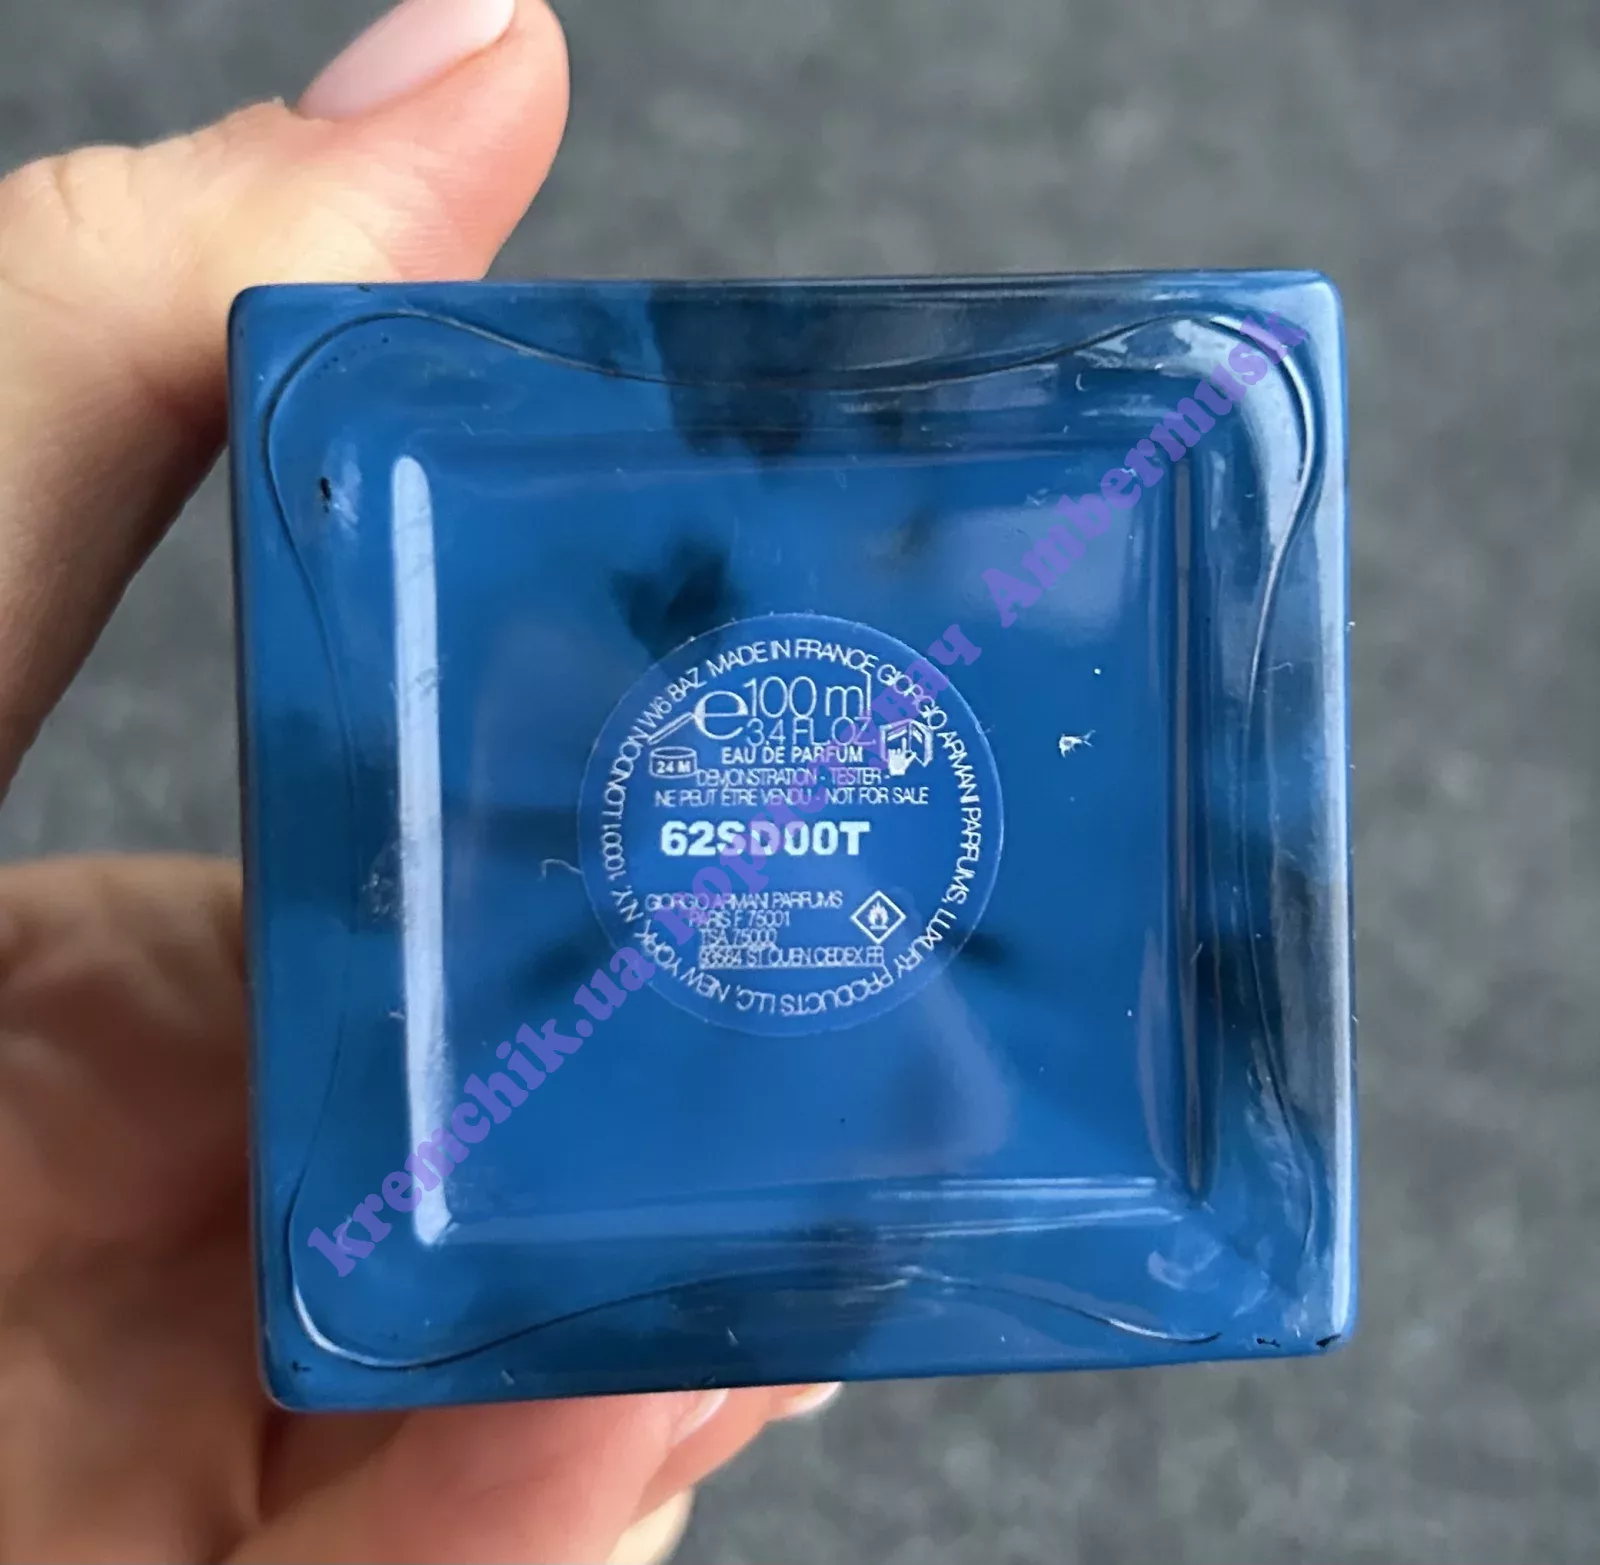 MADE IN FRANCE GIORGIO ARMANI PARFUMS, LUXURY PRODUCTS LLC, NEW YORK, NY, 10001. LONDON W6 8AZ
e100 ml
3.4 FL. OZ
EAU DE PARFUM
24 M
DEMONSTRATION - TESTER -
NE PEUT ÊTRE VENDU - NOT FOR SALE
62SD00T
GIORGIO ARMANI PARFUMS
PARIS F 75001
TSA 75000
93584 ST OUEN CEDEX FR
kremchik.ua Ambermusk